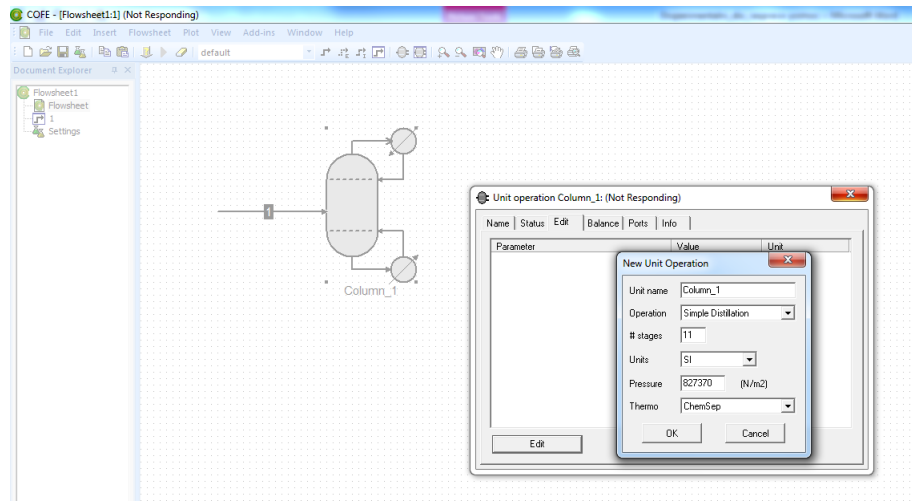 COFE - [Flowsheet1:1] (Not Responding)
File Edit Insert Flowsheet Plot View Add-ins Window Help
default
Document Explorer
Flowsheet1
Flowsheet
1
Settings
1
Column_1
Unit operation Column_1: (Not Responding)
Name Status Edit Balance Ports Info
Parameter Value Unit
New Unit Operation
Unit name Column_1
Operation Simple Distillation
# stages 11
Units SI
Pressure 827370 (N/m2)
Thermo ChemSep
OK Cancel
Edit